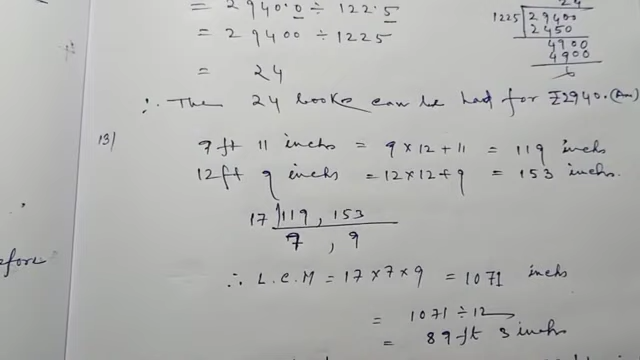 = 2940.0 ÷ 122.5
= 29400 ÷ 1225
= 24
24
1225 29400
2450
4900
4900
∴ The 24 books can be had for ₹2940. (Ans)
13) 9 ft 11 inches = 9 × 12 + 11 = 119 inches
12 ft 9 inches = 12 × 12 + 9 = 153 inches.
17 119, 153
7, 9
∴ L.C.M = 17 × 7 × 9 = 1071 inches
= 1071 ÷ 12
= 89 ft 3 inches